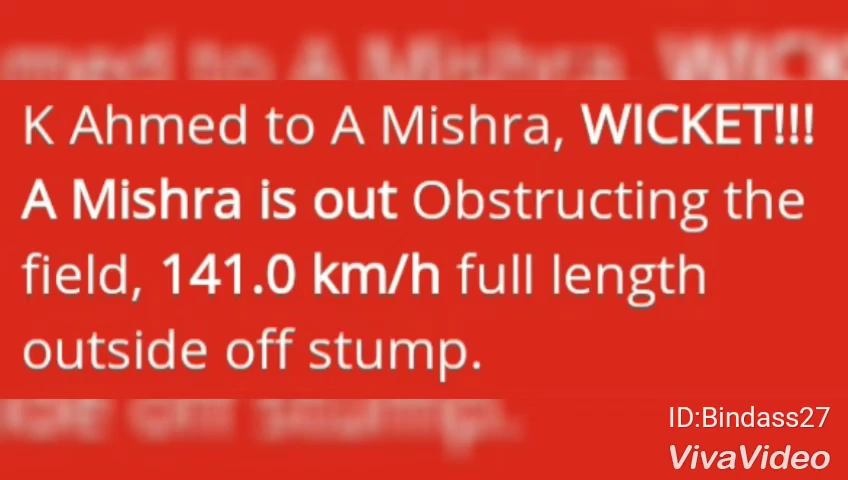 K Ahmed to A Mishra, WICKET!!!
A Mishra is out Obstructing the
field, 141.0 km/h full length
outside off stump.
ID:Bindass27
VivaVideo